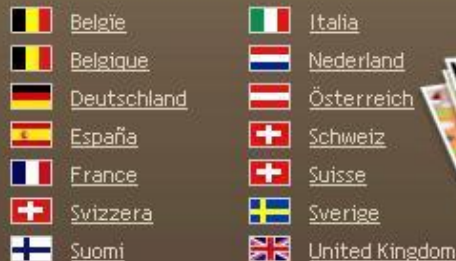 België
Belgique
Deutschland
España
France
Svizzera
Suomi
Italia
Nederland
Österreich
Schweiz
Suisse
Sverige
United Kingdom